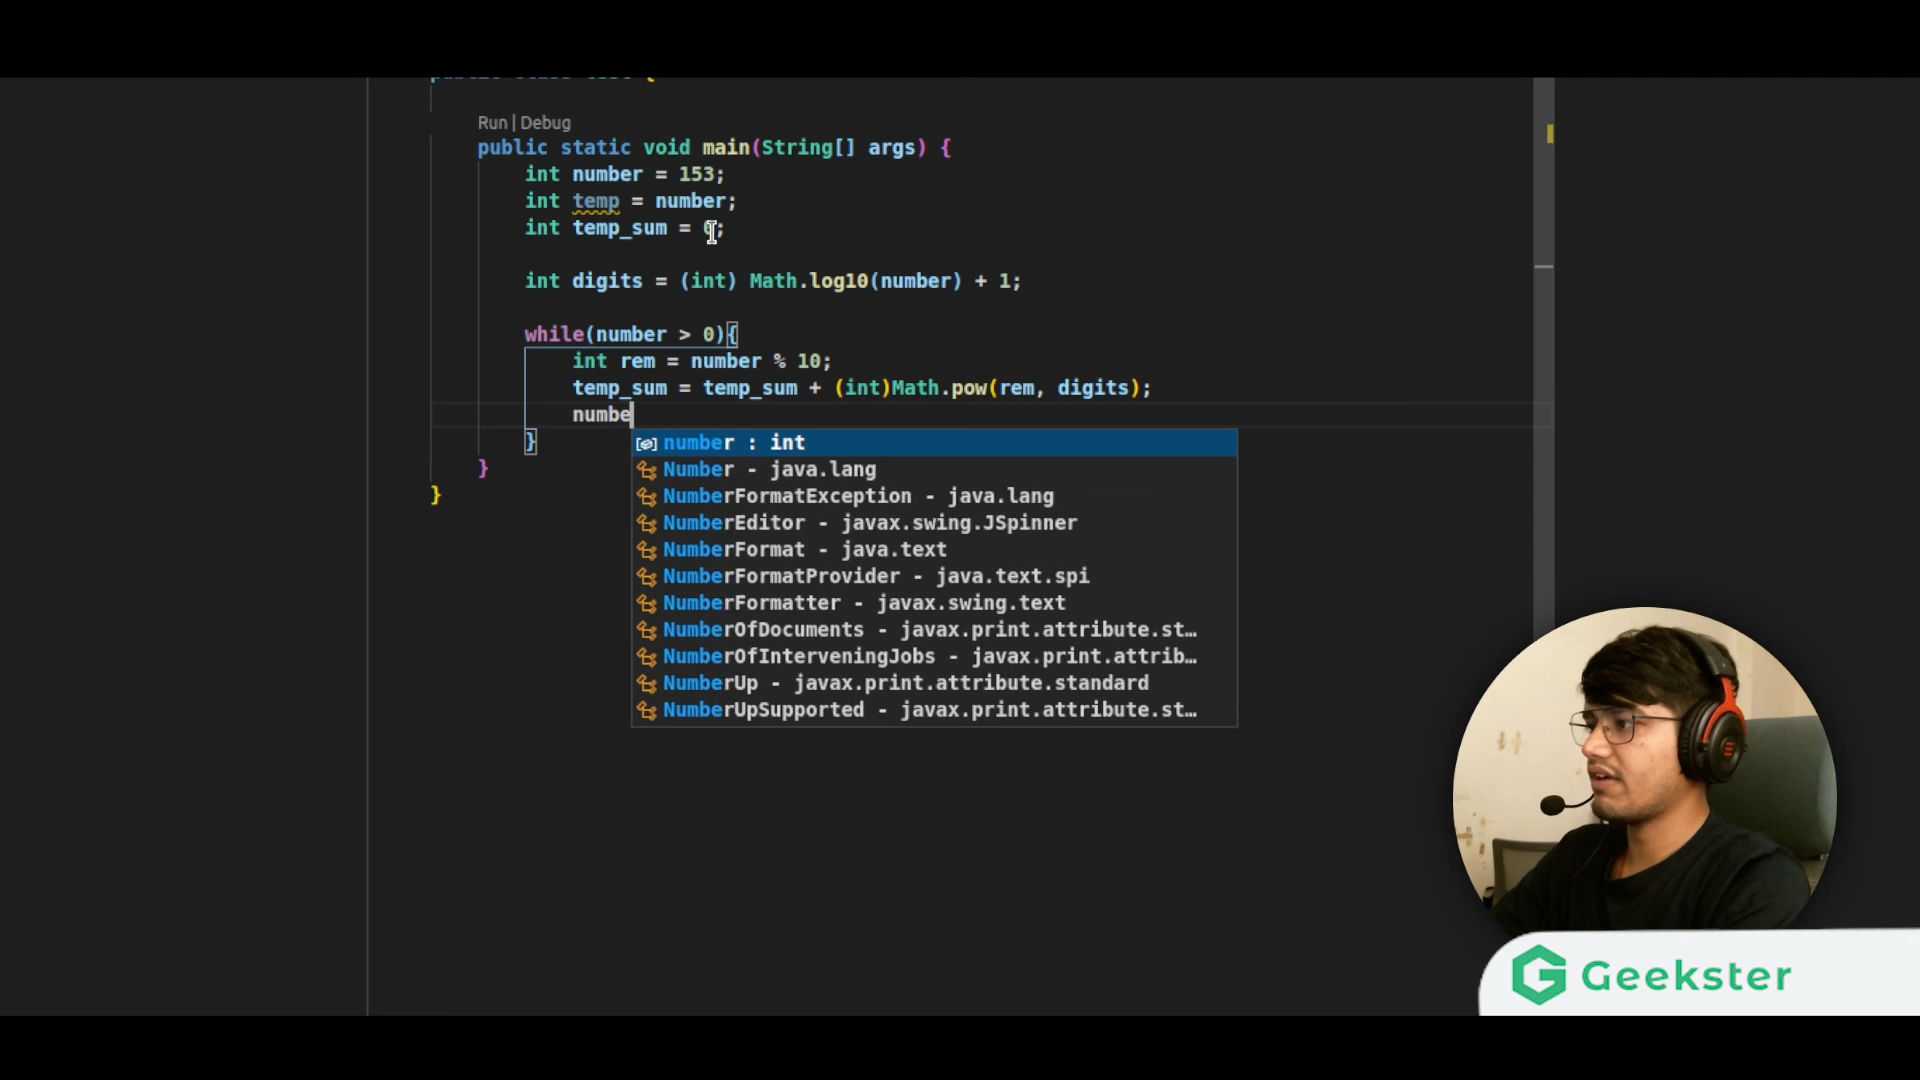 Run | Debug
public static void main(String[] args) {
int number = 153;
int temp = number;
int temp_sum = 0;
int digits = (int) Math.log10(number) + 1;
while(number > 0){
int rem = number % 10;
temp_sum = temp_sum + (int)Math.pow(rem, digits);
numbe
number : int
Number - java.lang
NumberFormatException - java.lang
NumberEditor - javax.swing.JSpinner
NumberFormat - java.text
NumberFormatProvider - java.text.spi
NumberFormatter - javax.swing.text
NumberOfDocuments - javax.print.attribute.st…
NumberOfInterveningJobs - javax.print.attrib…
NumberUp - javax.print.attribute.standard
NumberUpSupported - javax.print.attribute.st…
}
}
}
Geekster